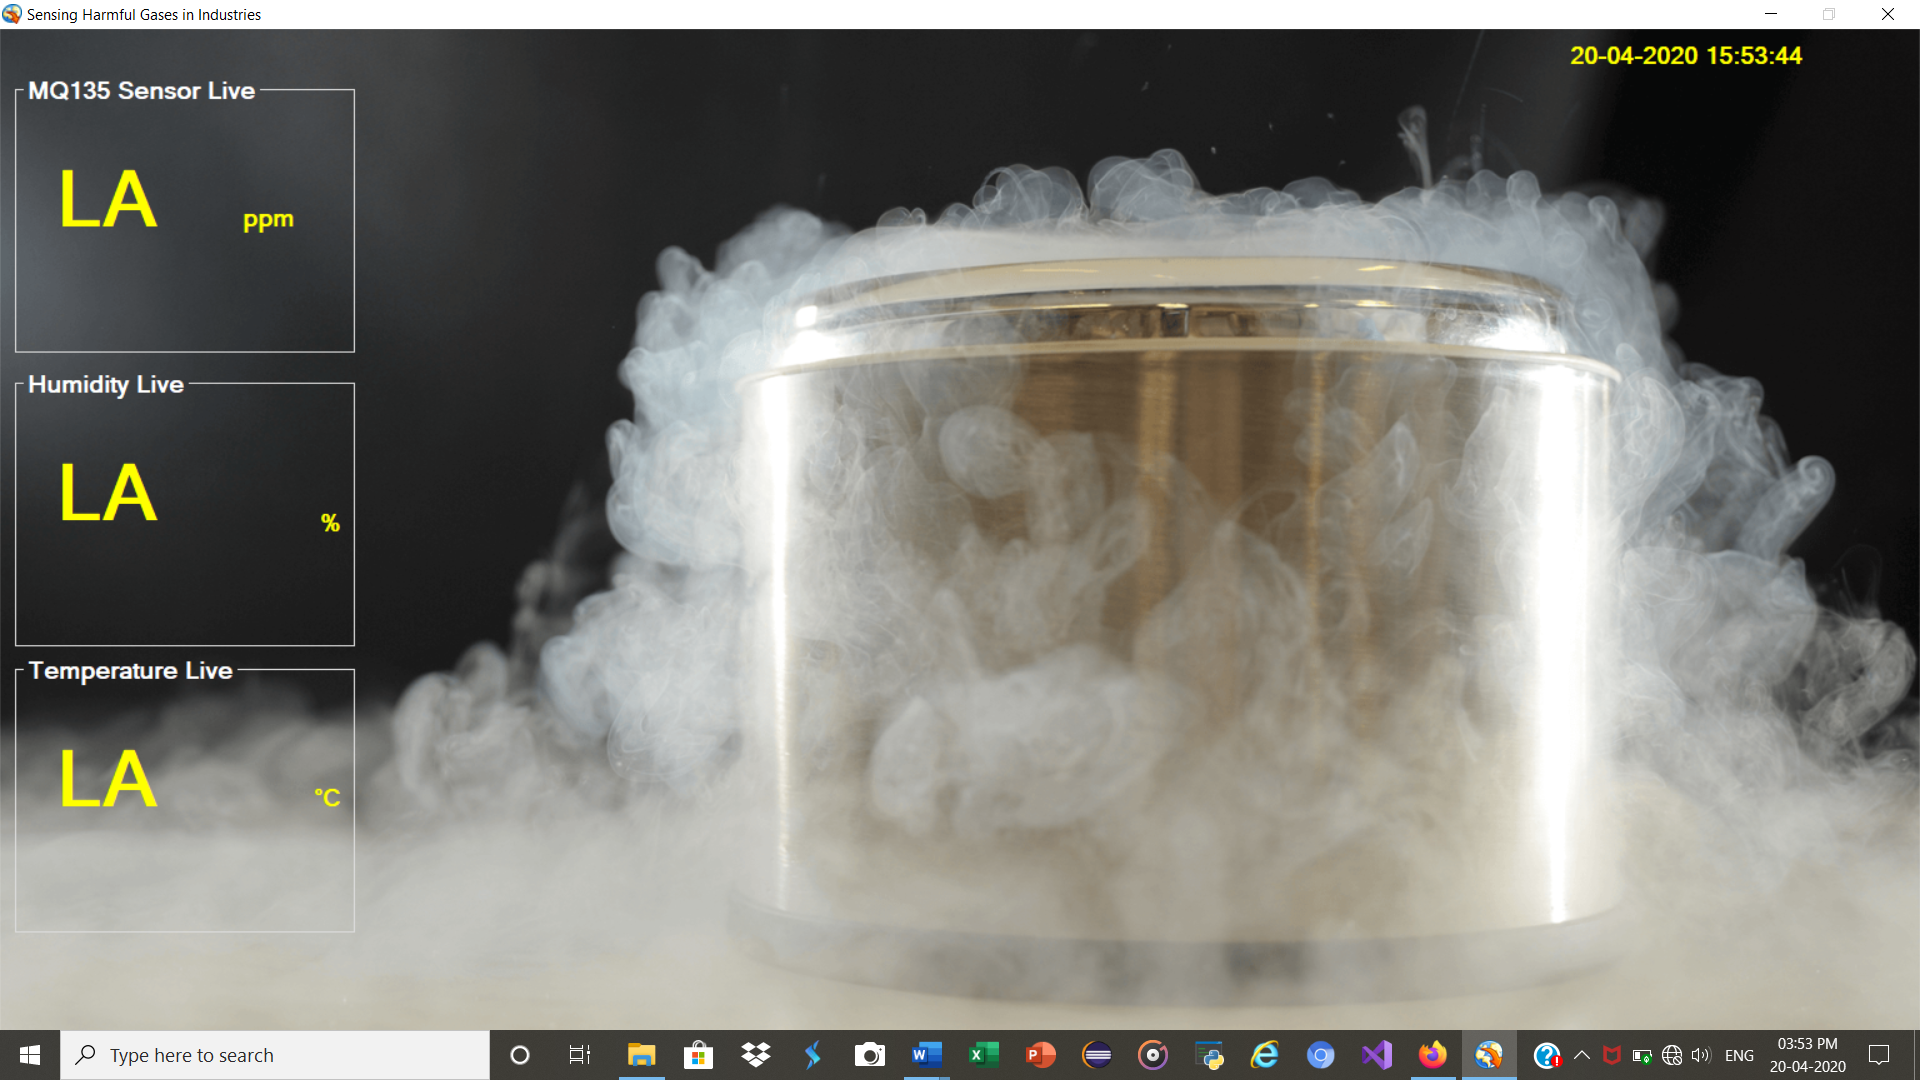 Sensing Harmful Gases in Industries
20-04-2020 15:53:44
MQ135 Sensor Live
LA ppm
Humidity Live
LA %
Temperature Live
LA °C
Type here to search
ENG
03:53 PM
20-04-2020